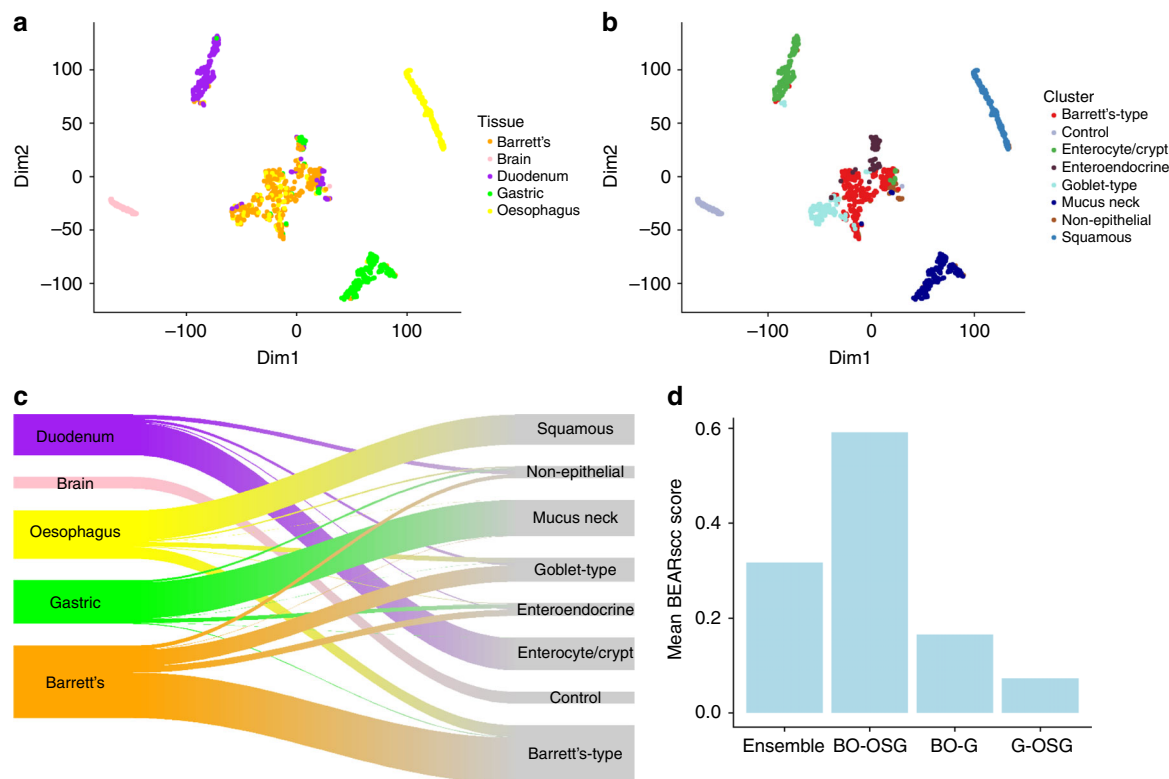 a
Dim2
100
50
0
−50
−100
−100
0
100
Dim1
Tissue
Barrett's
Brain
Duodenum
Gastric
Oesophagus
b
Dim2
100
50
0
−50
−100
−100
0
100
Dim1
Cluster
Barrett's-type
Control
Enterocyte/crypt
Enteroendocrine
Goblet-type
Mucus neck
Non-epithelial
Squamous
c
Duodenum
Brain
Oesophagus
Gastric
Barrett's
Squamous
Non-epithelial
Mucus neck
Goblet-type
Enteroendocrine
Enterocyte/crypt
Control
Barrett's-type
d
Mean BEARscc score
0.6
0.4
0.2
0.0
Ensemble
BO-OSG
BO-G
G-OSG